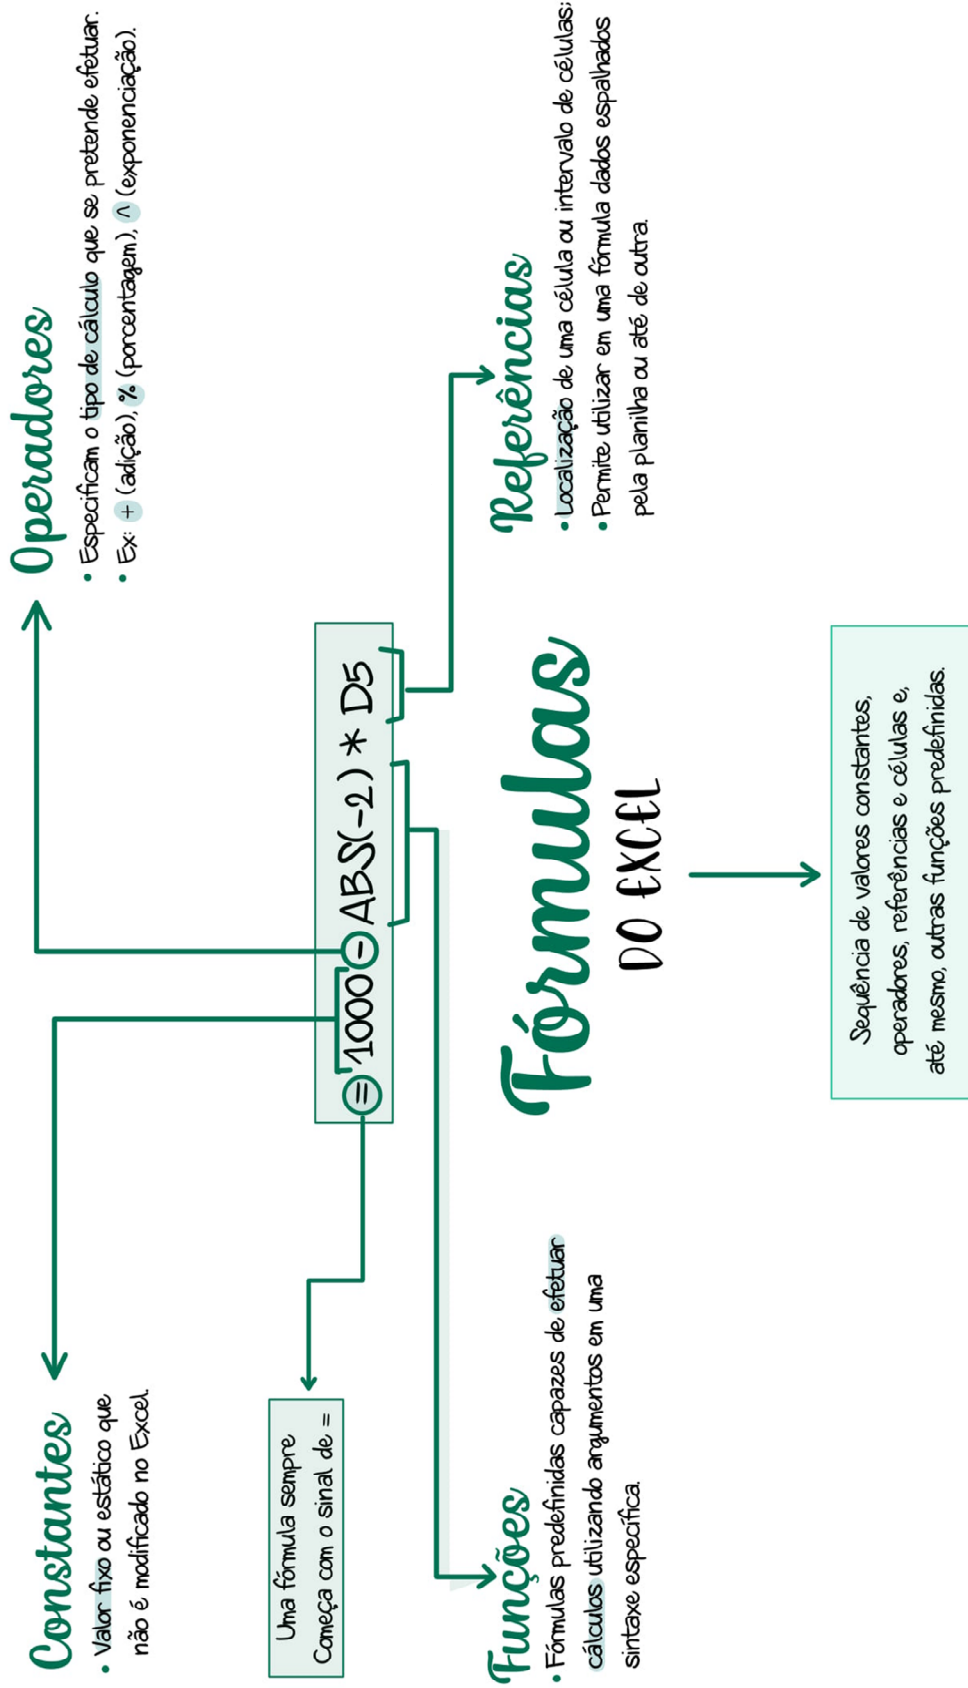 Constantes
• Valor fixo ou estático que
não é modificado no Excel.
Operadores
• Especificam o tipo de cálculo que se pretende efetuar.
• Ex: + (adição), % (porcentagem), ^ (exponenciação).
Uma fórmula sempre
Começa com o sinal de =
= 1000 - ABS(-2) * D5
Funções
• Fórmulas predefinidas capazes de efetuar
cálculos utilizando argumentos em uma
sintaxe específica.
Fórmulas
DO EXCEL
Referências
• Localização de uma célula ou intervalo de células;
• Permite utilizar em uma fórmula dados espalhados
pela planilha ou até de outra.
Sequência de valores constantes,
operadores, referências e células e,
até mesmo, outras funções predefinidas.